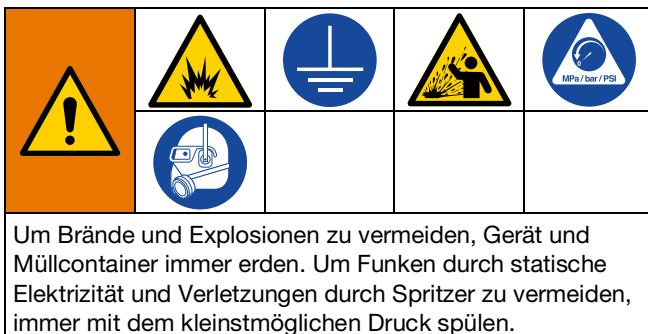 MPa/bar/PSI
Um Brände und Explosionen zu vermeiden, Gerät und
Müllcontainer immer erden. Um Funken durch statische
Elektrizität und Verletzungen durch Spritzer zu vermeiden,
immer mit dem kleinstmöglichen Druck spülen.